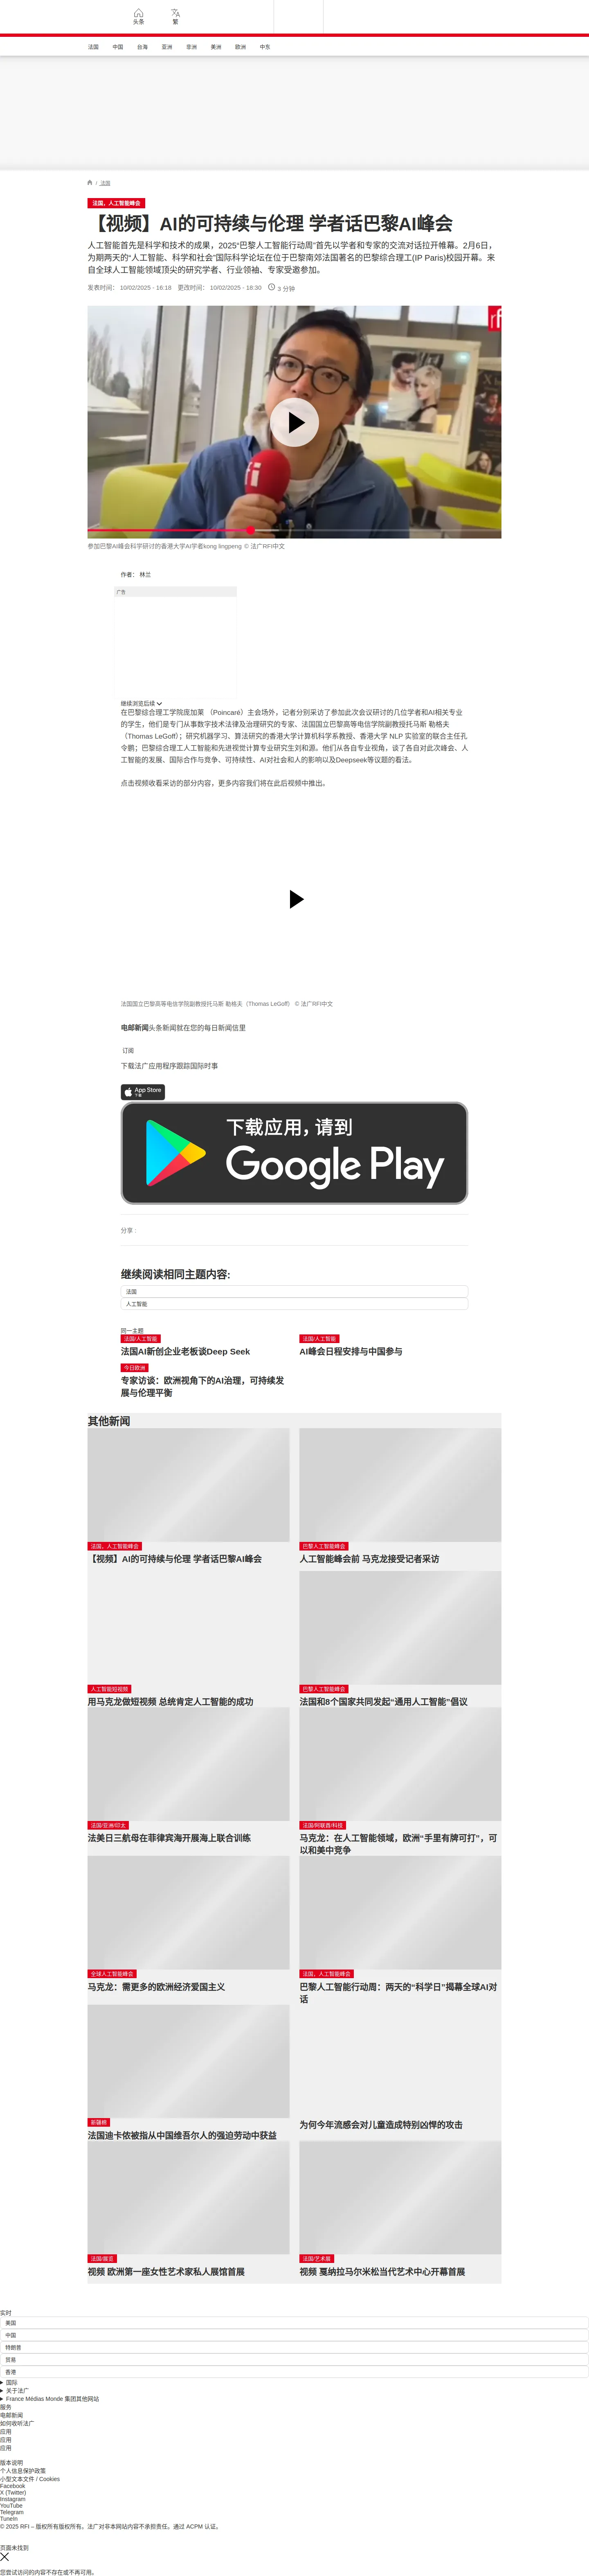 头条
繁
法国
中国
台海
亚洲
非洲
美洲
欧洲
中东
/ 法国
法国，人工智能峰会
【视频】AI的可持续与伦理 学者话巴黎AI峰会
人工智能首先是科学和技术的成果，2025“巴黎人工智能行动周”首先以学者和专家的交流对话拉开帷幕。2月6日，
为期两天的“人工智能、科学和社会”国际科学论坛在位于巴黎南郊法国著名的巴黎综合理工(IP Paris)校园开幕。来
自全球人工智能领域顶尖的研究学者、行业领袖、专家受邀参加。
发表时间： 10/02/2025 - 16:18 更改时间： 10/02/2025 - 16:30 3 分钟
rfi
参加巴黎AI峰会科学研讨的香港大学AI学者kong lingpeng © 法广RFI中文
作者： 林兰
广告
继续浏览后续
在巴黎综合理工学院庞加莱 （Poincaré）主会场外，记者分别采访了参加此次会议研讨的几位学者和AI相关专业
的学生，他们是专门从事数字技术法律及治理研究的专家、法国国立巴黎高等电信学院副教授托马斯 勒格夫
（Thomas LeGoff）；研究机器学习、算法研究的香港大学计算机科学系教授、香港大学 NLP 实验室的联合主任孔
令鹏；巴黎综合理工人工智能和先进视觉计算专业研究生刘和源。他们从各自专业视角，谈了各自对此次峰会、人
工智能的发展、国际合作与竞争、可持续性、AI对社会和人的影响以及Deepseek等议题的看法。
点击视频收看采访的部分内容，更多内容我们将在此后视频中推出。
法国国立巴黎高等电信学院副教授托马斯 勒格夫（Thomas LeGoff） © 法广RFI中文
电邮新闻头条新闻就在您的每日新闻信里
订阅
下载法广应用程序跟踪国际时事
App Store
下载
下载应用，请到
Google Play
分享 :
继续阅读相同主题内容:
法国
人工智能
同一主题
法国/人工智能
法国AI新创企业老板谈Deep Seek
法国/人工智能
AI峰会日程安排与中国参与
今日欧洲
专家访谈：欧洲视角下的AI治理，可持续发
展与伦理平衡
其他新闻
法国，人工智能峰会
【视频】AI的可持续与伦理 学者话巴黎AI峰会
巴黎人工智能峰会
人工智能峰会前 马克龙接受记者采访
人工智能短视频
用马克龙做短视频 总统肯定人工智能的成功
巴黎人工智能峰会
法国和8个国家共同发起“通用人工智能”倡议
法国/亚洲/印太
法美日三航母在菲律宾海开展海上联合训练
法国/阿联酋/科技
马克龙：在人工智能领域，欧洲“手里有牌可打”，可
以和美中竞争
全球人工智能峰会
马克龙：需更多的欧洲经济爱国主义
法国，人工智能峰会
巴黎人工智能行动周：两天的“科学日”揭幕全球AI对
话
新疆棉
法国迪卡侬被指从中国维吾尔人的强迫劳动中获益
为何今年流感会对儿童造成特别凶悍的攻击
法国/展览
视频 欧洲第一座女性艺术家私人展馆首展
法国/艺术展
视频 戛纳拉马尔米松当代艺术中心开幕首展
实时
美国
中国
特朗普
贸易
香港
国际
关于法广
France Médias Monde 集团其他网站
服务
电邮新闻
如何收听法广
应用
应用
应用
版本说明
个人信息保护政策
小型文本文件 / Cookies
Facebook
X (Twitter)
Instagram
YouTube
Telegram
TuneIn
© 2025 RFI – 版权所有版权所有。法广对非本网站内容不承担责任。通过 ACPM 认证。
页面未找到
您尝试访问的内容不存在或不再可用。